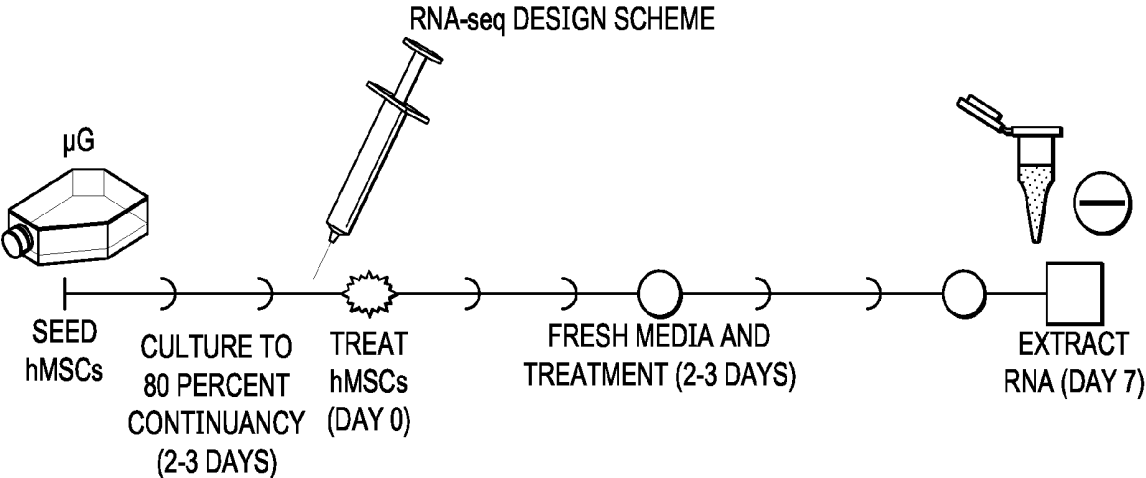 RNA-seq DESIGN SCHEME
µG
SEED
hMSCs
CULTURE TO
80 PERCENT
CONTINUANCY
(2-3 DAYS)
TREAT
hMSCs
(DAY 0)
FRESH MEDIA AND
TREATMENT (2-3 DAYS)
EXTRACT
RNA (DAY 7)